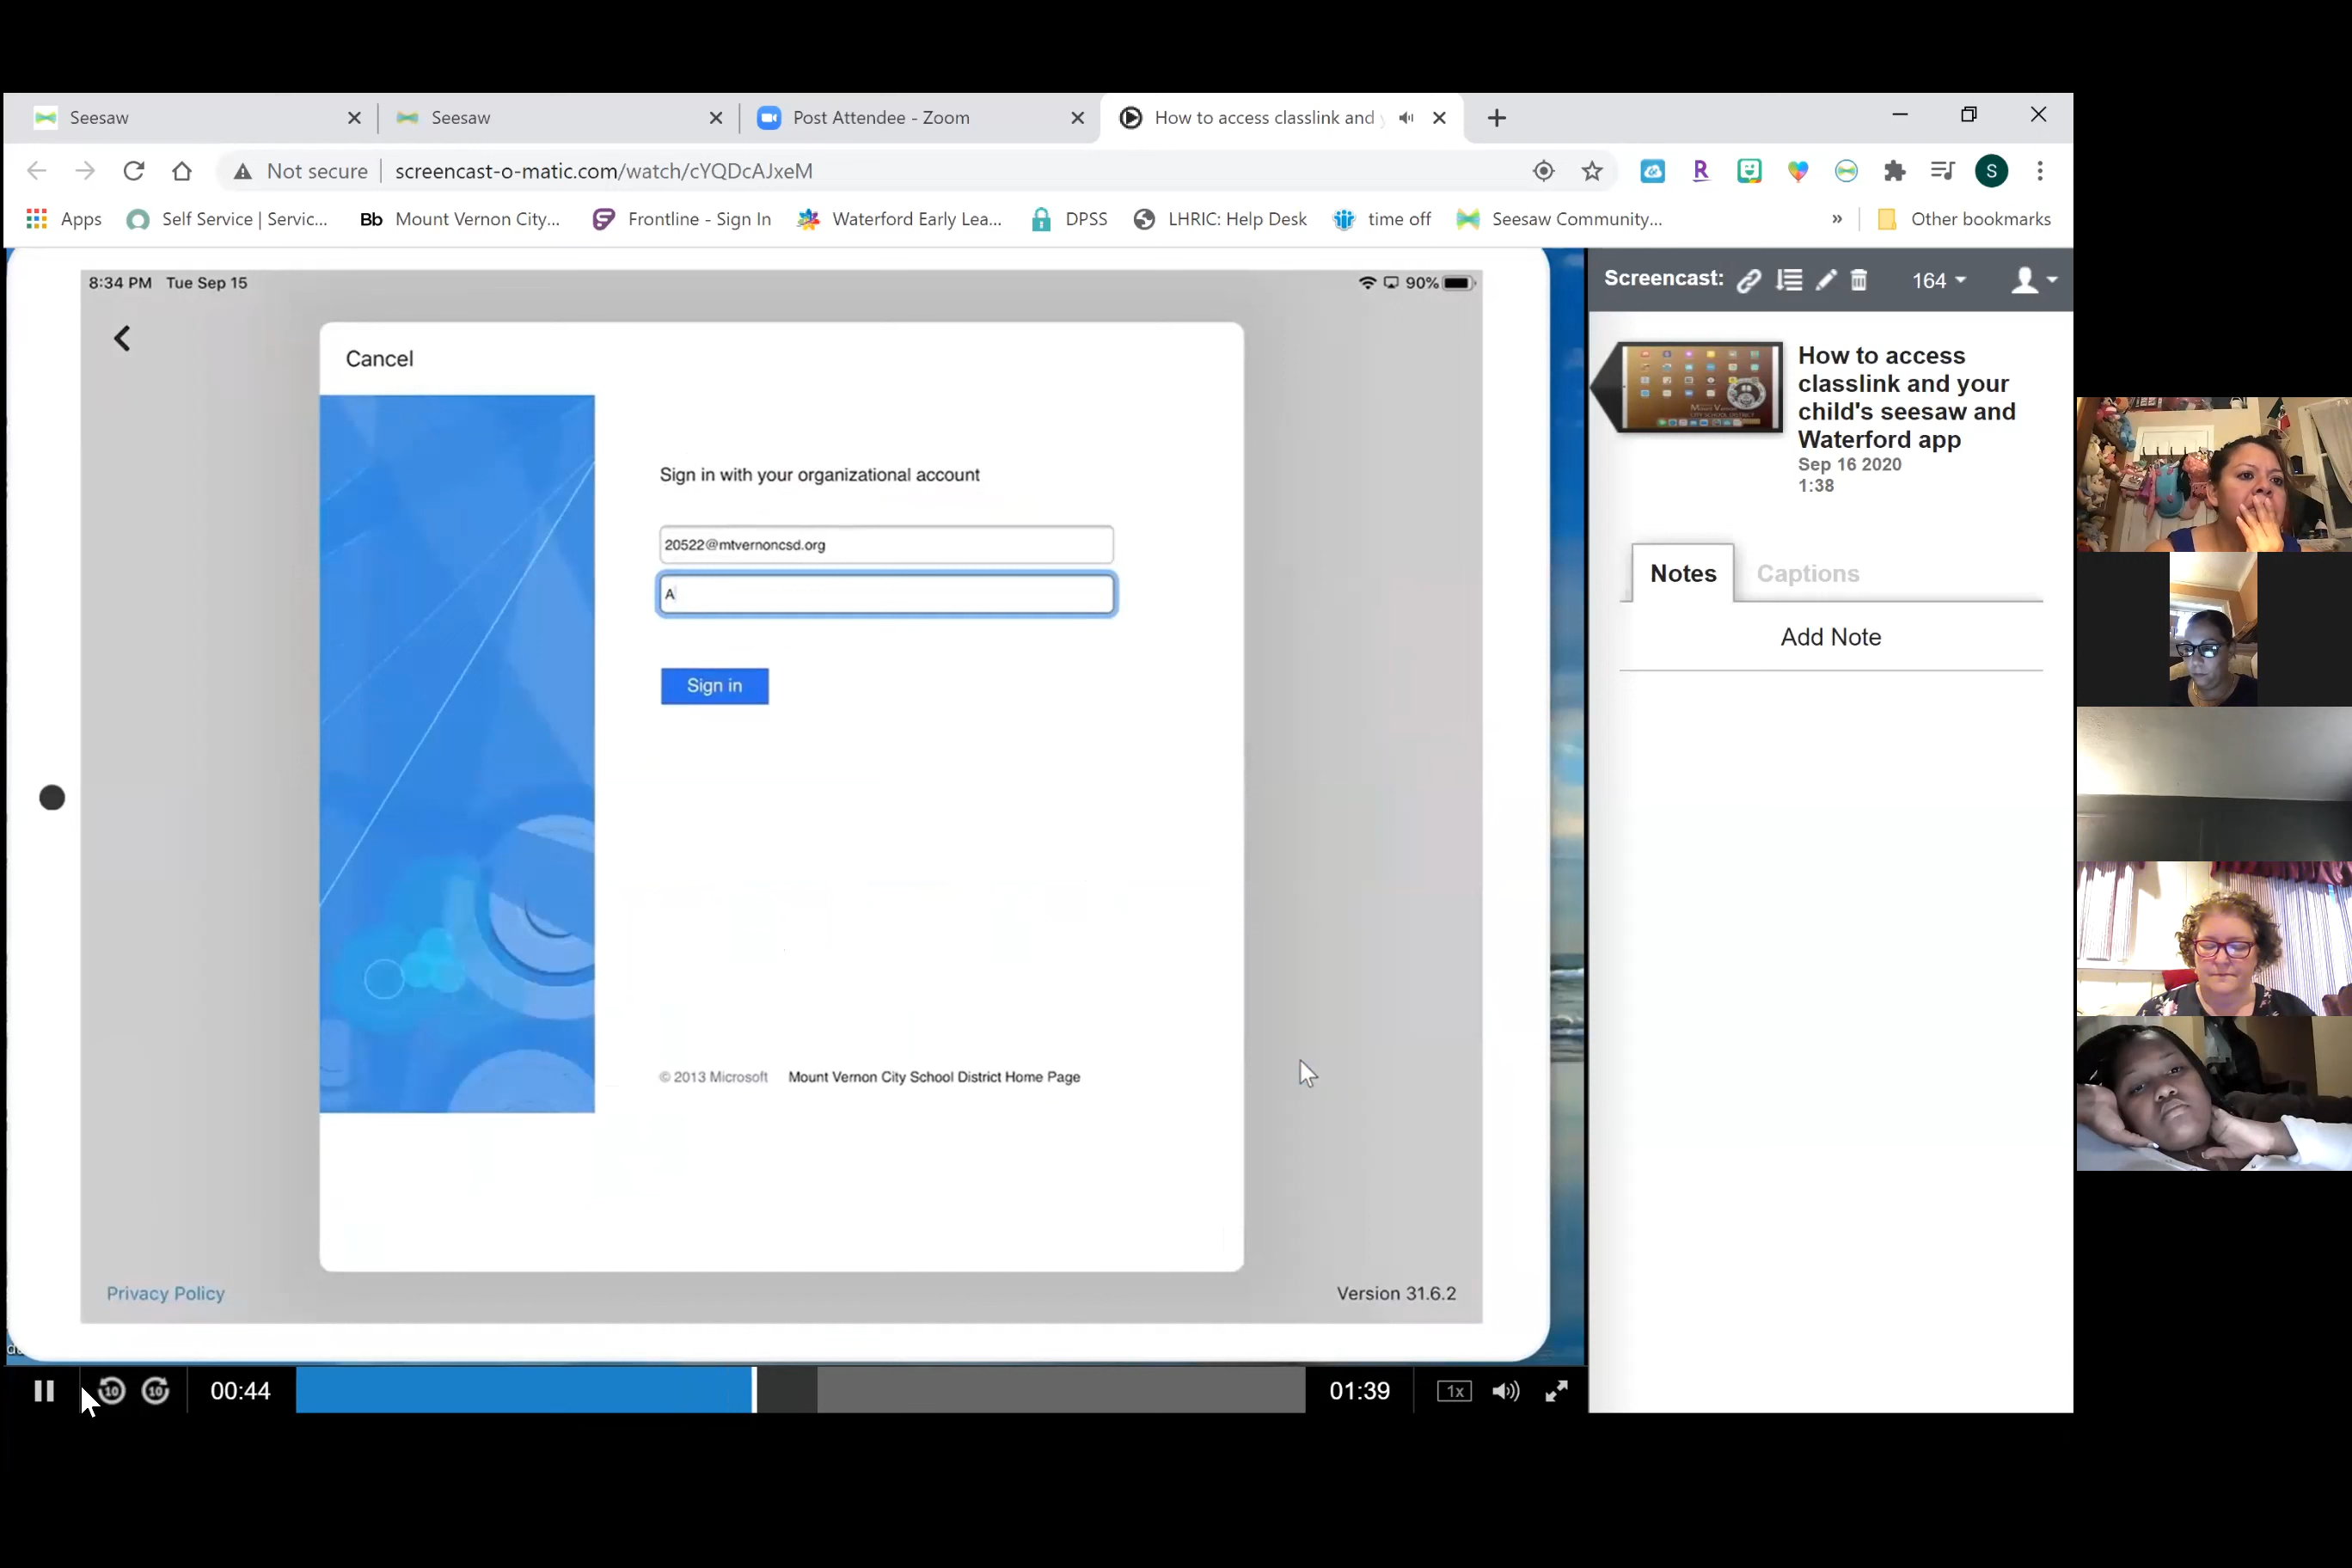 Seesaw
Seesaw
Post Attendee - Zoom
How to access classlink and
Not secure
screencast-o-matic.com/watch/cYQDcAJxeM
R
S
Apps
Self Service | Servic...
Bb
Mount Vernon City...
Frontline - Sign In
Waterford Early Lea...
DPSS
LHRIC: Help Desk
time off
Seesaw Community...
»
Other bookmarks
8:34 PM Tue Sep 15
90%
Cancel
Sign in with your organizational account
20522@mtvernoncsd.org
A
Sign in
© 2013 Microsoft
Mount Vernon City School District Home Page
Privacy Policy
Version 31.6.2
Screencast:
164
How to access
classlink and your
child's seesaw and
Waterford app
Sep 16 2020
1:38
Notes
Captions
Add Note
10
10
00:44
01:39
1x